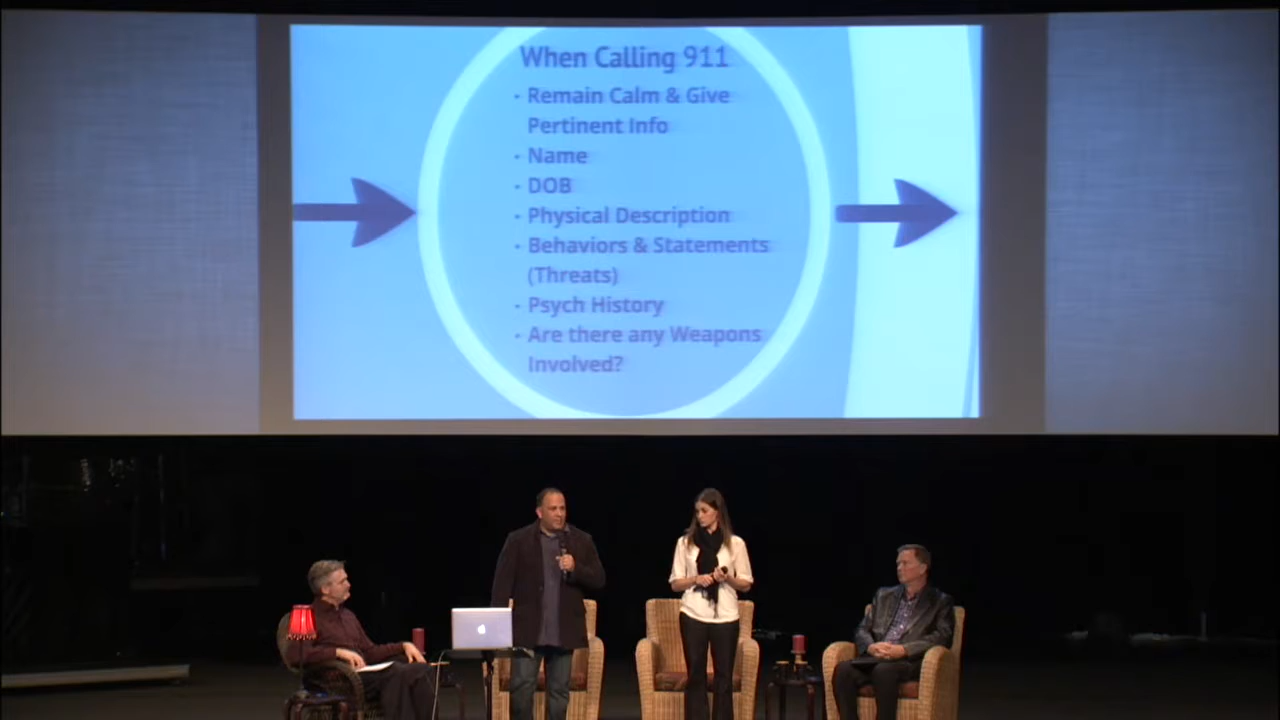 When Calling 911
- Remain Calm & Give
Pertinent Info
- Name
- DOB
- Physical Description
- Behaviors & Statements
(Threats)
- Psych History
- Are there any Weapons
Involved?